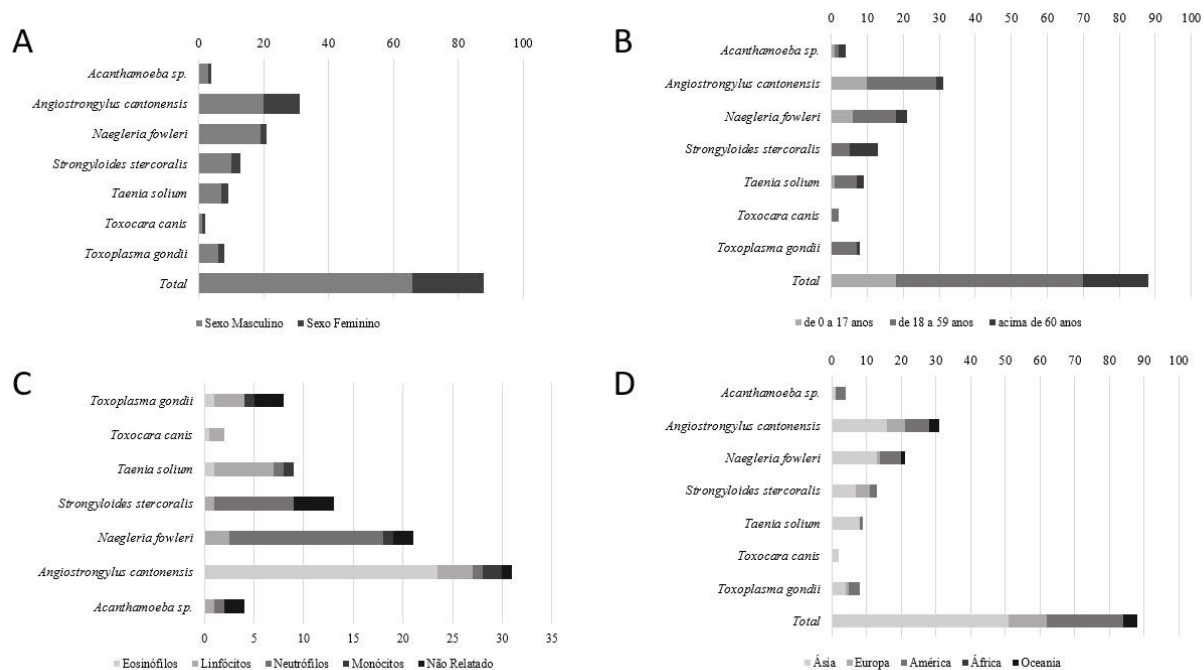 A
0 20 40 60 80 100
Acanthamoeba sp.
Angiostrongylus cantonensis
Naegleria fowleri
Strongyloides stercoralis
Taenia solium
Toxocara canis
Toxoplasma gondii
Total
Sexo Masculino Sexo Feminino
B
0 10 20 30 40 50 60 70 80 90 100
Acanthamoeba sp.
Angiostrongylus cantonensis
Naegleria fowleri
Strongyloides stercoralis
Taenia solium
Toxocara canis
Toxoplasma gondii
Total
de 0 a 17 anos de 18 a 59 anos acima de 60 anos
C
Toxoplasma gondii
Toxocara canis
Taenia solium
Strongyloides stercoralis
Naegleria fowleri
Angiostrongylus cantonensis
Acanthamoeba sp.
0 5 10 15 20 25 30 35
Eosinófilos Linfócitos Neutrófilos Monócitos Não Relatado
D
0 10 20 30 40 50 60 70 80 90 100
Acanthamoeba sp.
Angiostrongylus cantonensis
Naegleria fowleri
Strongyloides stercoralis
Taenia solium
Toxocara canis
Toxoplasma gondii
Total
Ásia Europa América África Oceania